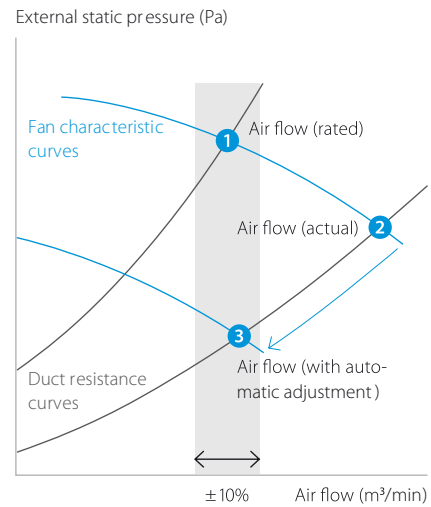 External static pressure (Pa)
Fan characteristic
curves
1
Air flow (rated)
Air flow (actual)
2
3
Air flow (with auto-
matic adjustment)
Duct resistance
curves
±10%
Air flow (m³/min)